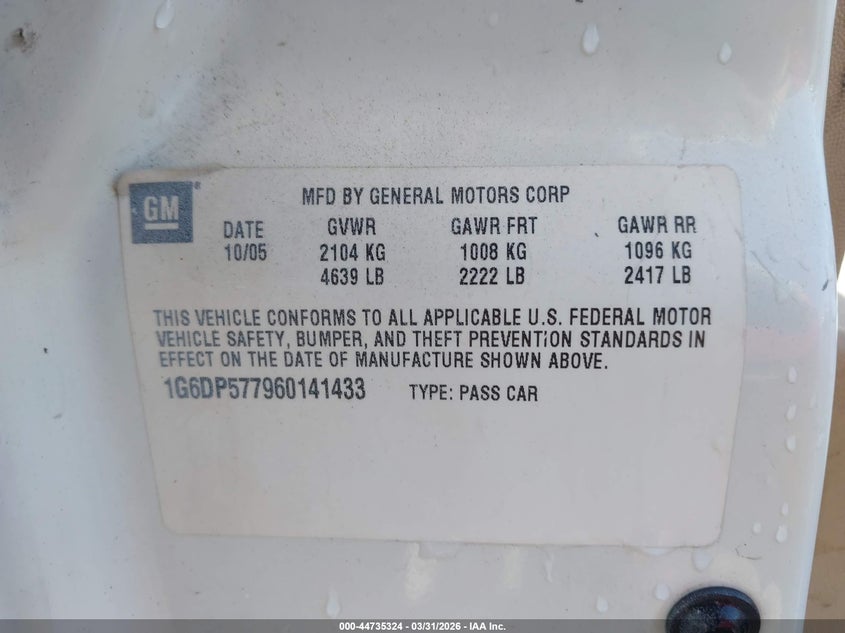 GM®
MFD BY GENERAL MOTORS CORP
DATE GVWR GAWR FRT GAWR RR
10/05 2104 KG 1008 KG 1096 KG
4639 LB 2222 LB 2417 LB
THIS VEHICLE CONFORMS TO ALL APPLICABLE U.S. FEDERAL MOTOR
VEHICLE SAFETY, BUMPER, AND THEFT PREVENTION STANDARDS IN
EFFECT ON THE DATE OF MANUFACTURE SHOWN ABOVE.
1G6DP577960141433 TYPE: PASS CAR
000-44735324 - 03/31/2026 - IAA Inc.